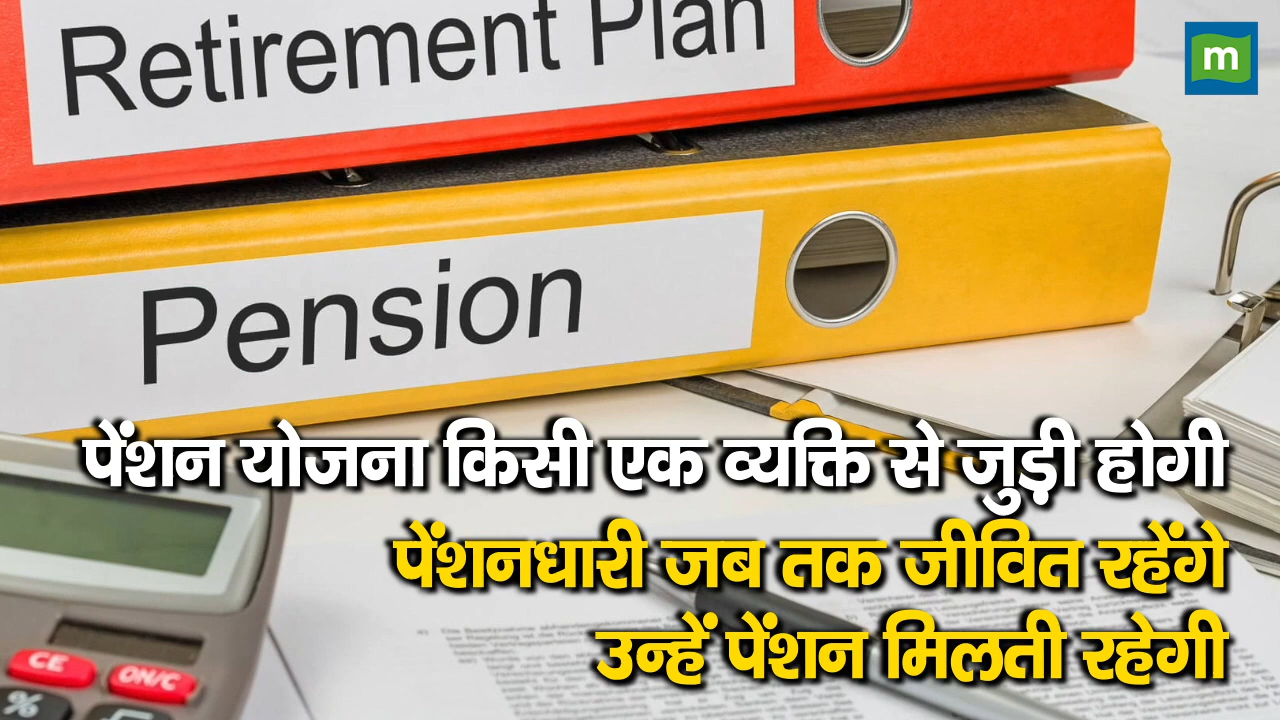 Retirement Plan
m
Pension
पेंशन योजना किसी एक व्यक्ति से जुड़ी होगी
पेंशनधारी जब तक जीवित रहेंगे
उन्हें पेंशन मिलती रहेगी
CE
ON/C
%